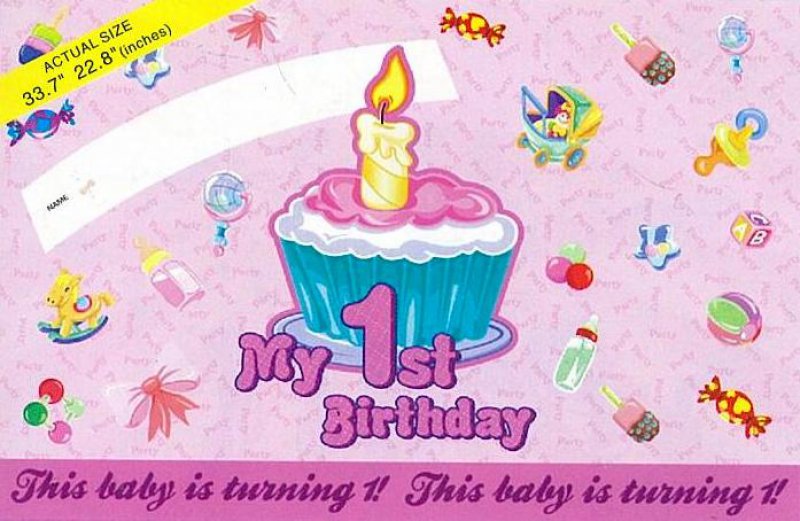 ACTUAL SIZE
33.7" 22.8" (inches)
NAME
My 1st
Birthday
This baby is turning 1! This baby is turning 1!
Party
A
B